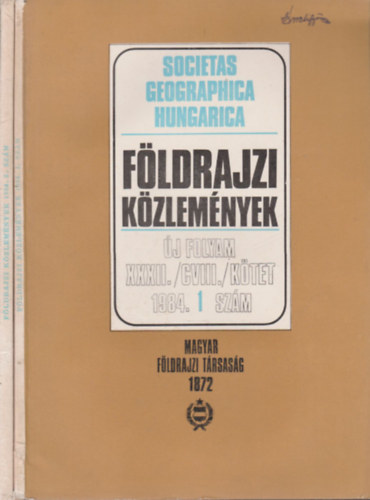 SOCIETAS
GEOGRAPHICA
HUNGARICA
FÖLDRAJZI
KÖZLEMÉNYEK
ÚJ FOLYAM
XXXII./CVIII./KÖTET
1984. 1 SZÁM
MAGYAR
FÖLDRAJZI TÁRSASÁG
1872